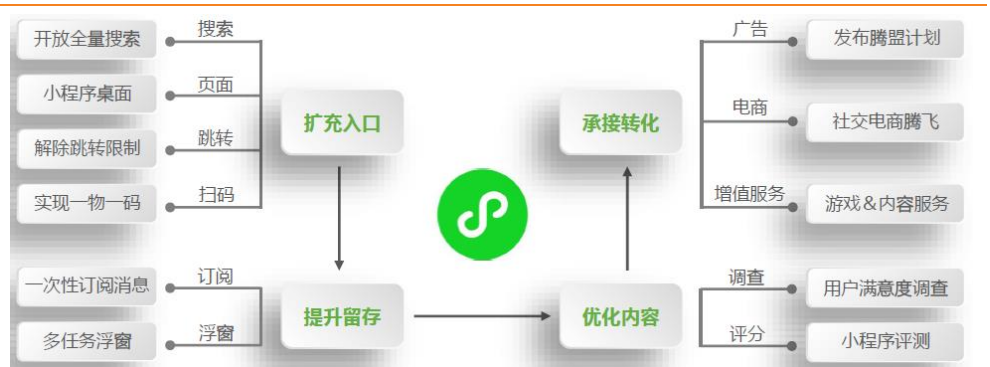 开放全量搜索
搜索
小程序桌面
页面
解除跳转限制
跳转
实现一物一码
扫码
扩充入口
一次性订阅消息
订阅
多任务浮窗
浮窗
提升留存
优化内容
调查
用户满意度调查
评分
小程序评测
承接转化
广告
发布腾盟计划
电商
社交电商腾飞
增值服务
游戏&内容服务